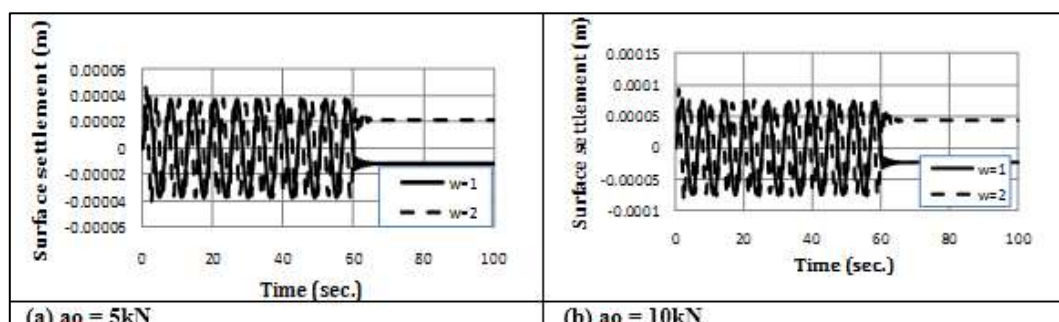 Surface settlement (m)
0.00006
0.00004
0.00002
0
-0.00002
-0.00004
-0.00006
0 20 40 60 80 100
Time (sec.)
w=1
w=2
(a) ao = 5kN
Surface settlement (m)
0.00015
0.0001
0.00005
0
-0.00005
-0.0001
0 20 40 60 80 100
Time (sec.)
w=1
w=2
(b) ao = 10kN